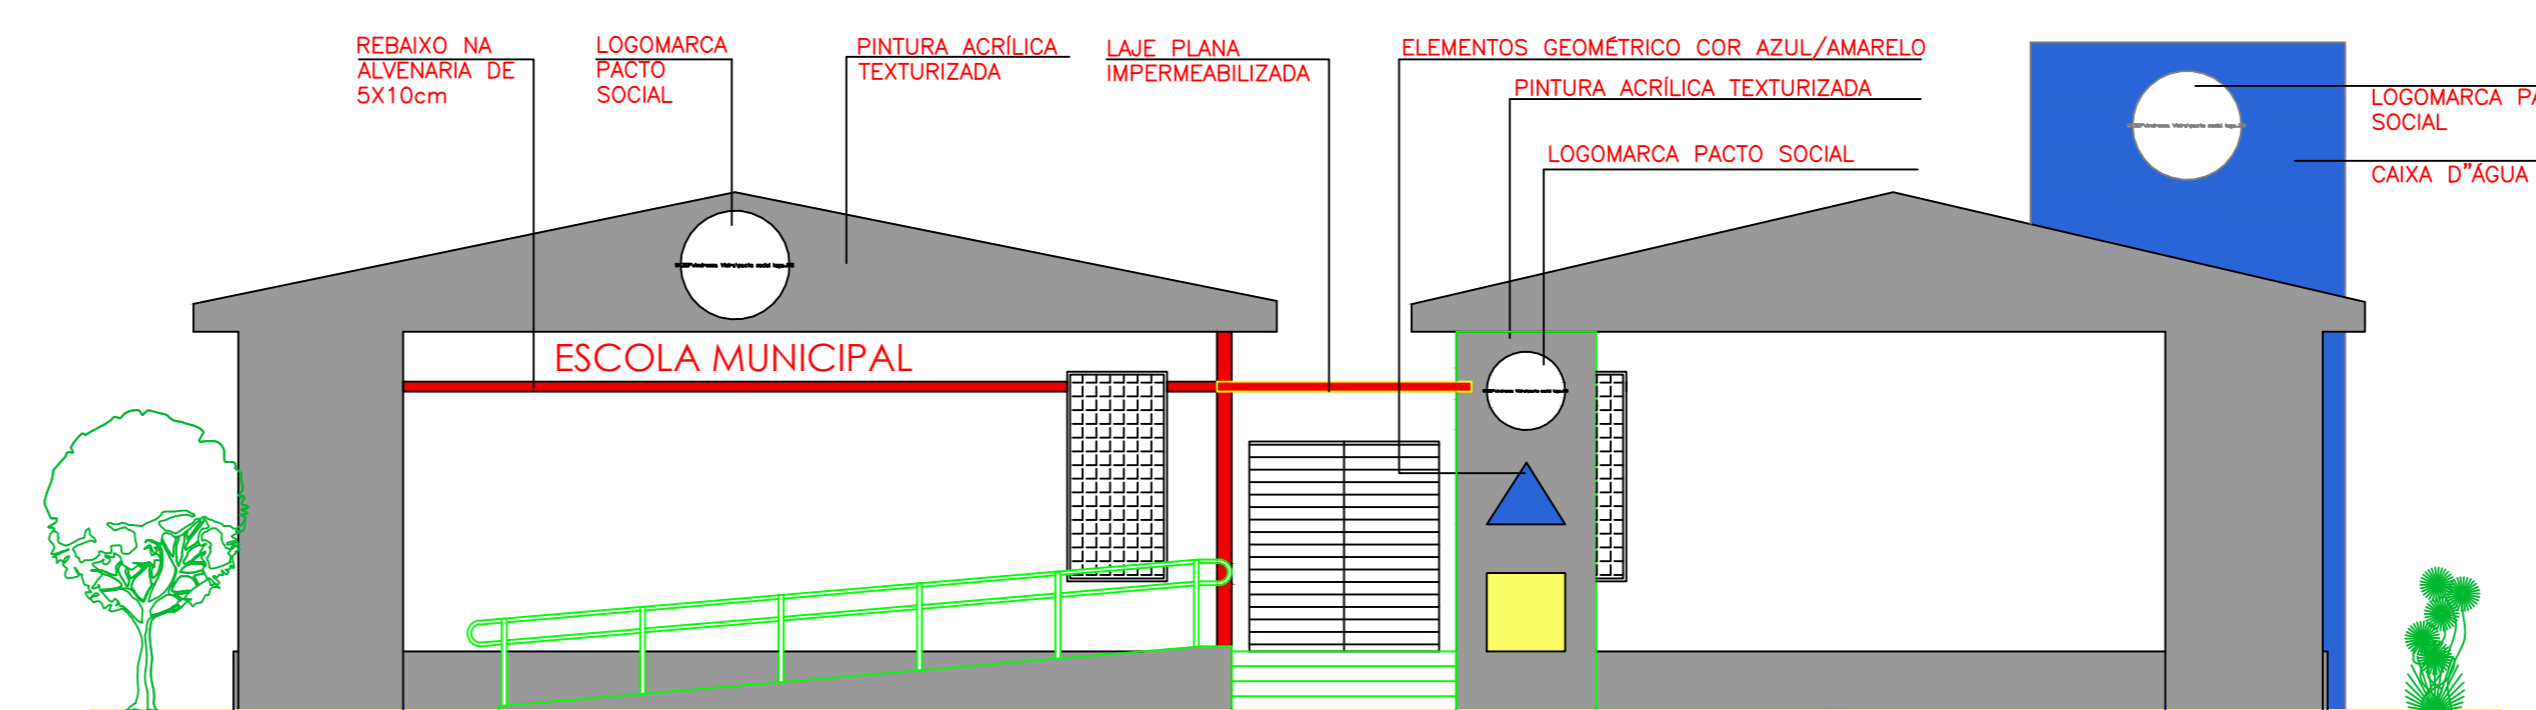 REBAIXO NA
ALVENARIA DE
5X10cm
LOGOMARCA
PACTO
SOCIAL
PINTURA ACRÍLICA
TEXTURIZADA
LAJE PLANA
IMPERMEABILIZADA
ELEMENTOS GEOMÉTRICO COR AZUL/AMARELO
PINTURA ACRÍLICA TEXTURIZADA
LOGOMARCA PACTO SOCIAL
LOGOMARCA PA
SOCIAL
CAIXA D"ÁGUA
ESCOLA MUNICIPAL